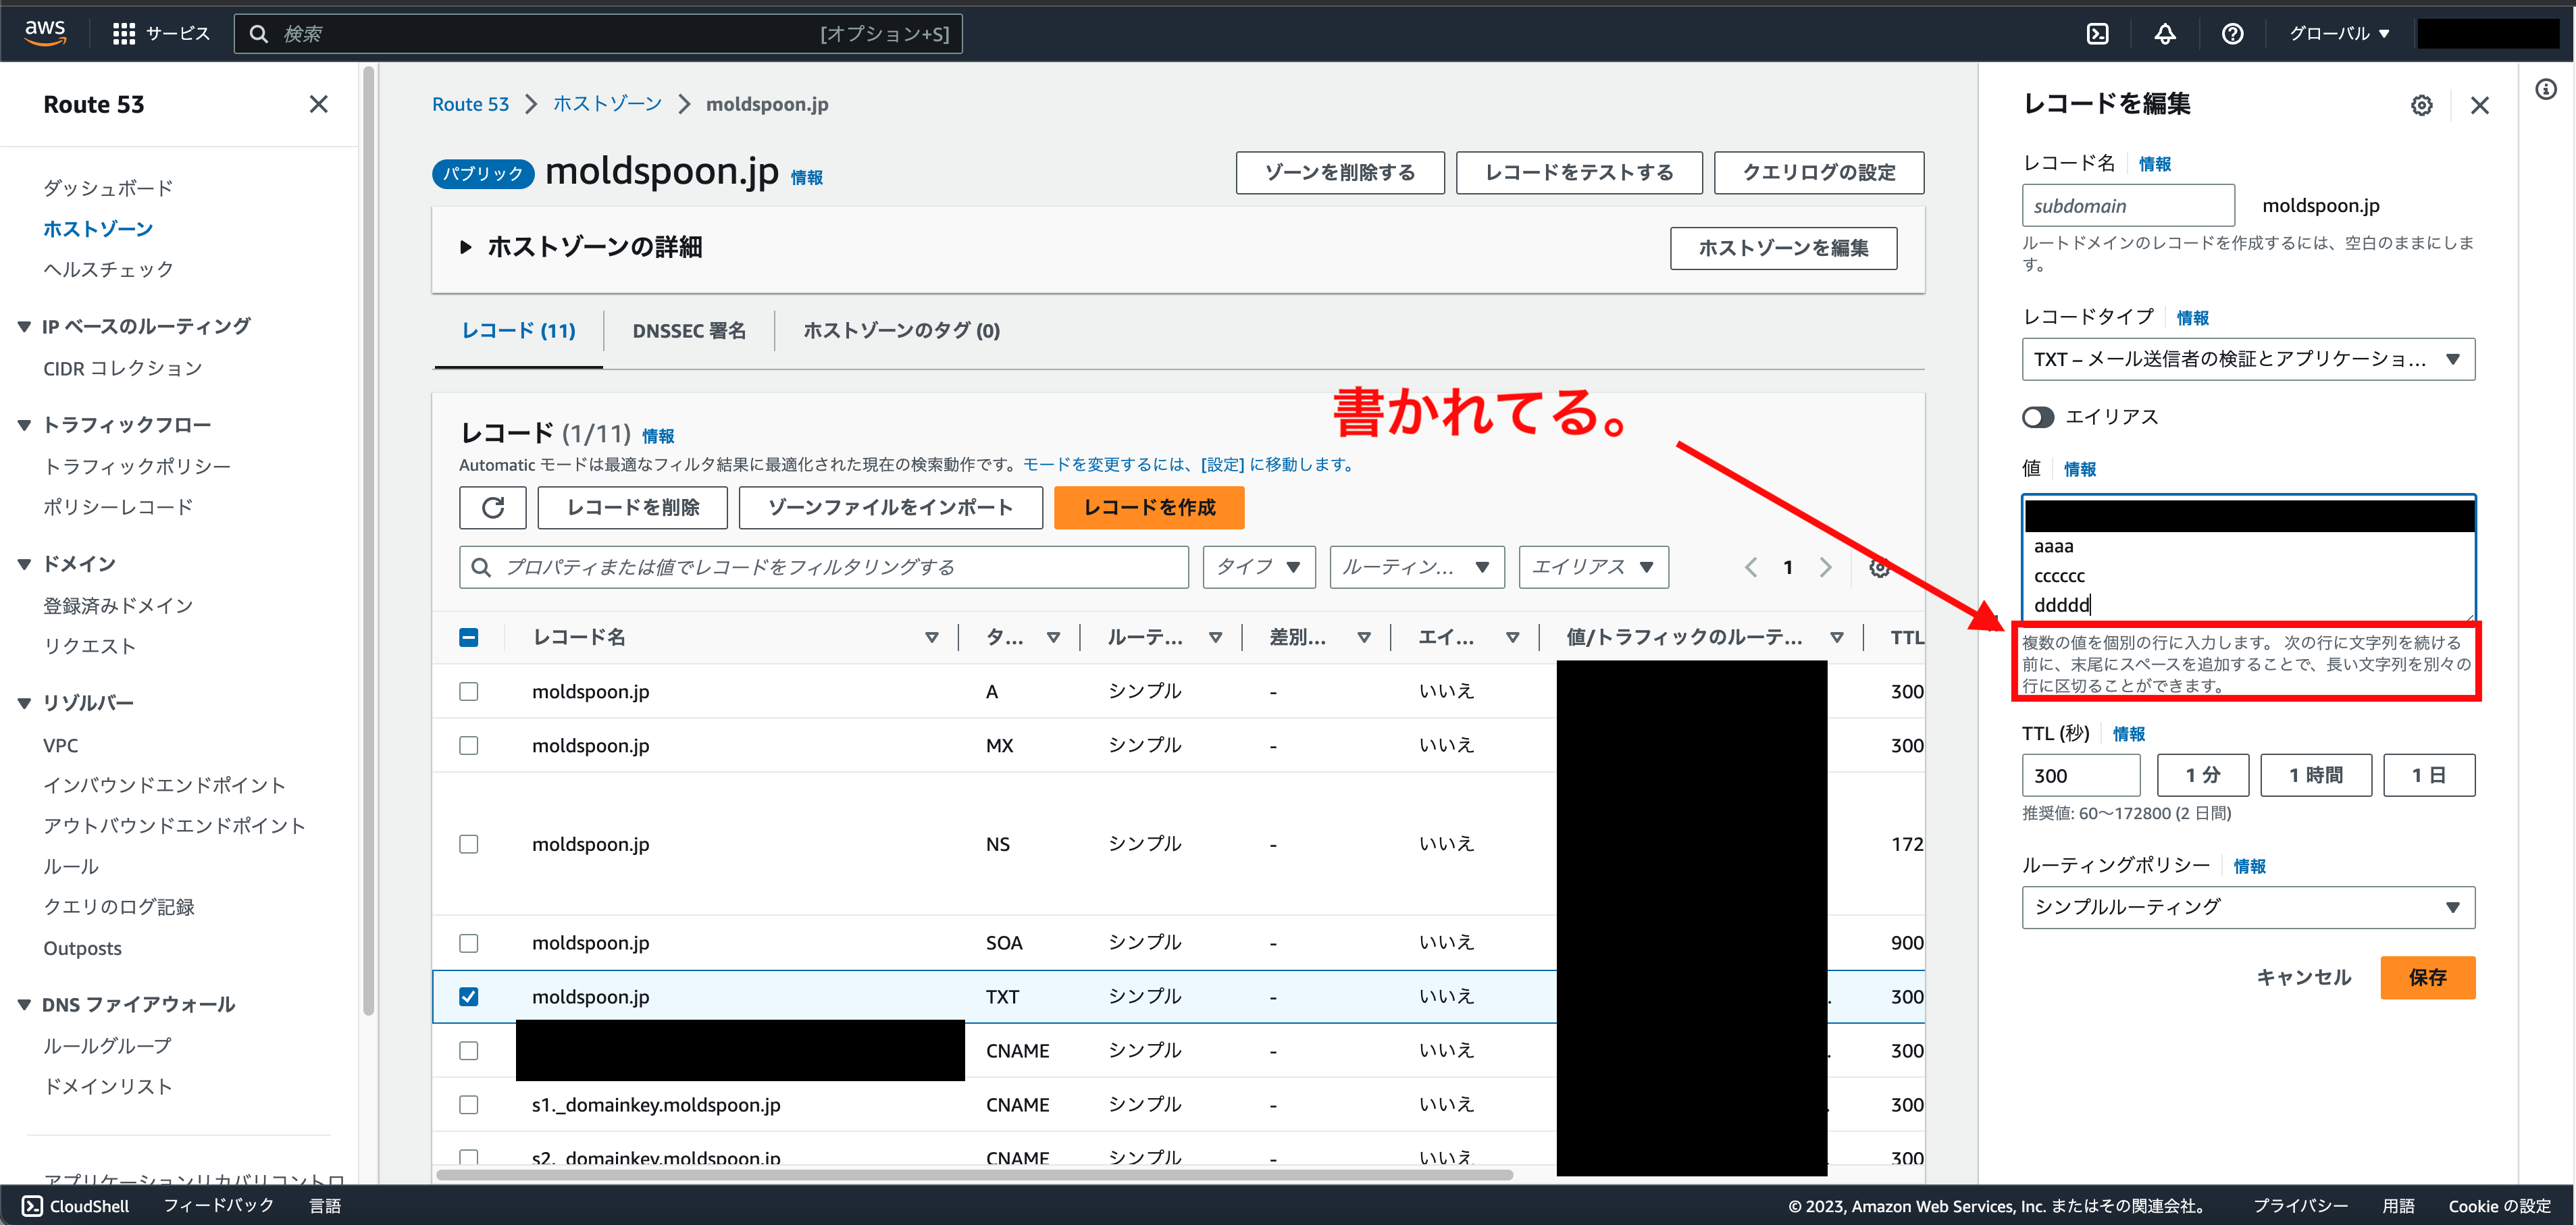 aws
サービス
検索
[オプション+S]
グローバル ▼
Route 53
ダッシュボード
ホストゾーン
ヘルスチェック
▼ IP ベースのルーティング
CIDR コレクション
▼ トラフィックフロー
トラフィックポリシー
ポリシーレコード
▼ ドメイン
登録済みドメイン
リクエスト
▼ リゾルバー
VPC
インバウンドエンドポイント
アウトバウンドエンドポイント
ルール
クエリのログ記録
Outposts
▼ DNS ファイアウォール
ルールグループ
ドメインリスト
アプリケーションリカバリコントロ
Route 53 > ホストゾーン > moldspoon.jp
パブリック moldspoon.jp 情報
ゾーンを削除する
レコードをテストする
クエリログの設定
ホストゾーンの詳細
ホストゾーンを編集
レコード (11)
DNSSEC 署名
ホストゾーンのタグ (0)
書かれてる。
レコード (1/11) 情報
Automatic モードは最適なフィルタ結果に最適化された現在の検索動作です。モードを変更するには、[設定] に移動します。
レコードを削除
ゾーンファイルをインポート
レコードを作成
プロパティまたは値でレコードをフィルタリングする
タイプ ▼
ルーティン... ▼
エイリアス ▼
1
レコード名
タ...
ルーテ...
差別...
エイ...
値/トラフィックのルーテ...
TTL
moldspoon.jp A シンプル - いいえ 300
moldspoon.jp MX シンプル - いいえ 300
moldspoon.jp NS シンプル - いいえ 172
moldspoon.jp SOA シンプル - いいえ 900
moldspoon.jp TXT シンプル - いいえ 300
CNAME シンプル - いいえ 300
s1._domainkey.moldspoon.jp CNAME シンプル - いいえ 300
s2._domainkey.moldspoon.jp CNAME シンプル - いいえ 300
レコードを編集
レコード名 情報
subdomain
moldspoon.jp
ルートドメインのレコードを作成するには、空白のままにしま
す。
レコードタイプ 情報
TXT – メール送信者の検証とアプリケーショ... ▼
エイリアス
値 情報
aaaa
cccccc
ddddd
複数の値を個別の行に入力します。 次の行に文字列を続ける
前に、末尾にスペースを追加することで、長い文字列を別々の
行に区切ることができます。
TTL (秒) 情報
300
1 分
1 時間
1 日
推奨値: 60〜172800 (2 日間)
ルーティングポリシー 情報
シンプルルーティング
キャンセル
保存
CloudShell
フィードバック
言語
© 2023, Amazon Web Services, Inc. またはその関連会社。
プライバシー
用語
Cookie の設定